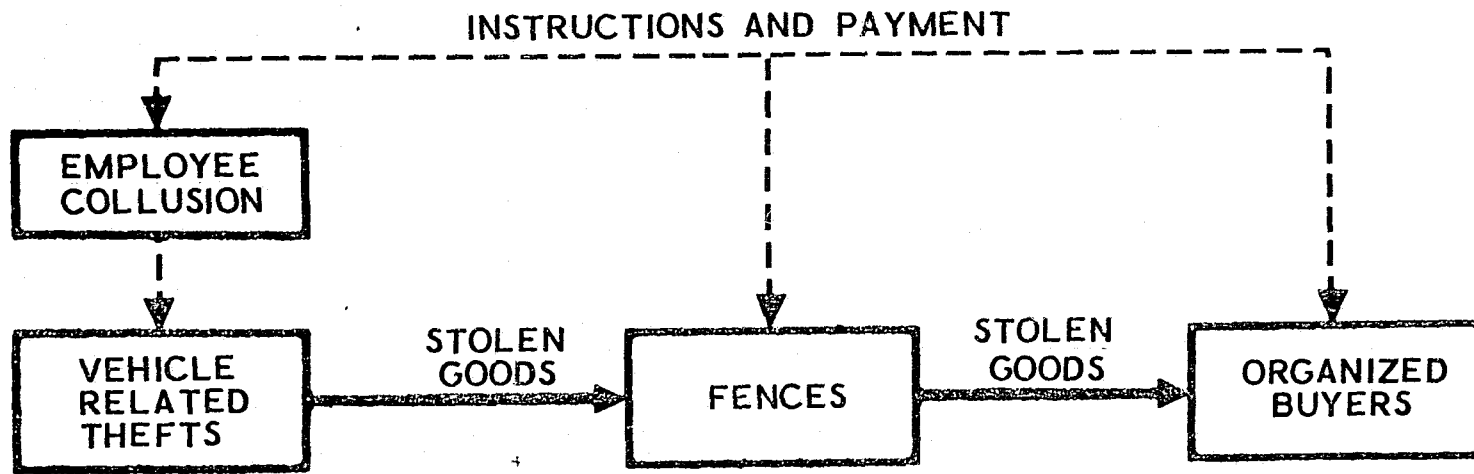 INSTRUCTIONS AND PAYMENT
EMPLOYEE
COLLUSION
VEHICLE
RELATED
THEFTS
STOLEN
GOODS
FENCES
STOLEN
GOODS
ORGANIZED
BUYERS